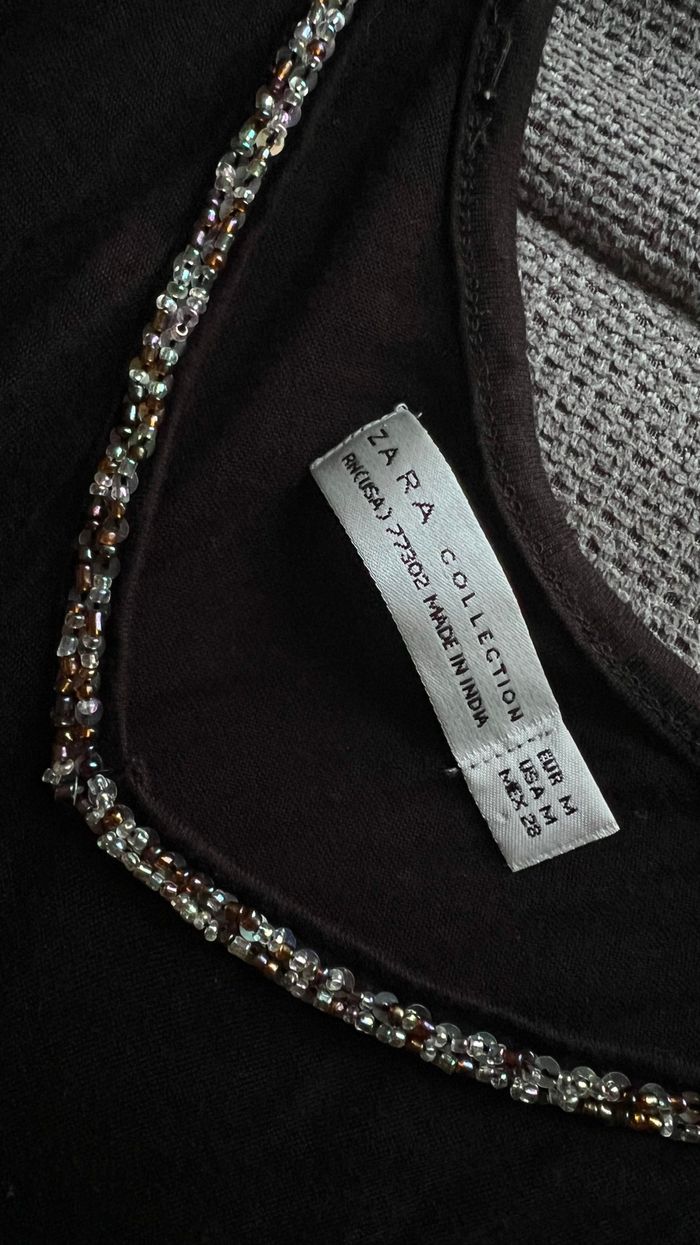 ZARA COLLECTION
RN(USA) 77302 MADE IN INDIA
EUR M
USA M
MEX 28